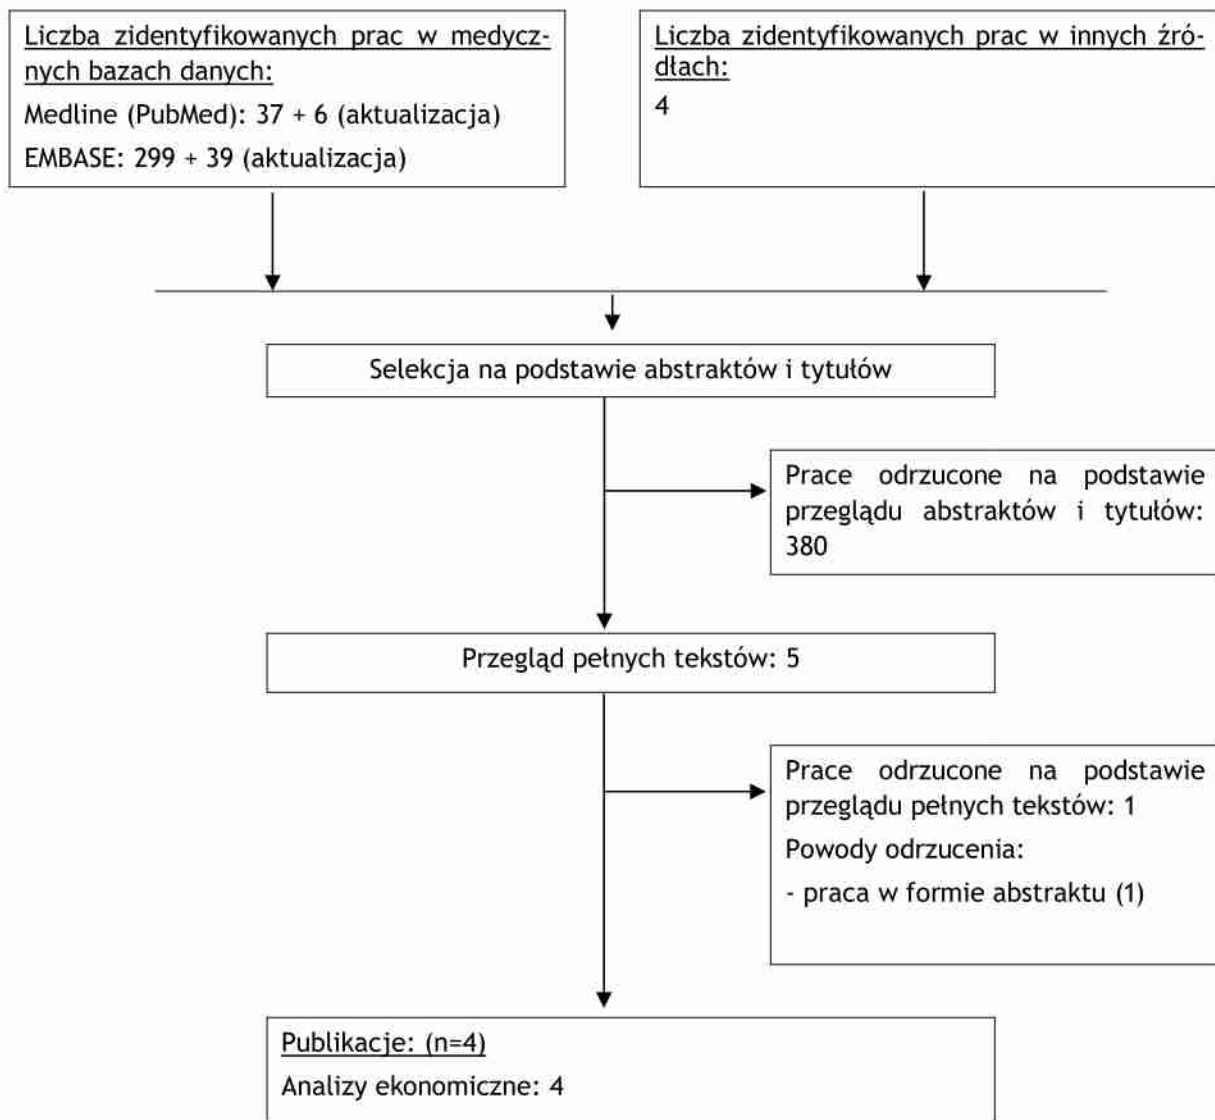 Liczba zidentyfikowanych prac w medycz-
nych bazach danych:
Medline (PubMed): 37 + 6 (aktualizacja)
EMBASE: 299 + 39 (aktualizacja)
Liczba zidentyfikowanych prac w innych źró-
dłach:
4
Selekcja na podstawie abstraktów i tytułów
Prace odrzucone na podstawie
przeglądu abstraktów i tytułów:
380
Przegląd pełnych tekstów: 5
Prace odrzucone na podstawie
przeglądu pełnych tekstów: 1
Powody odrzucenia:
- praca w formie abstraktu (1)
Publikacje: (n=4)
Analizy ekonomiczne: 4